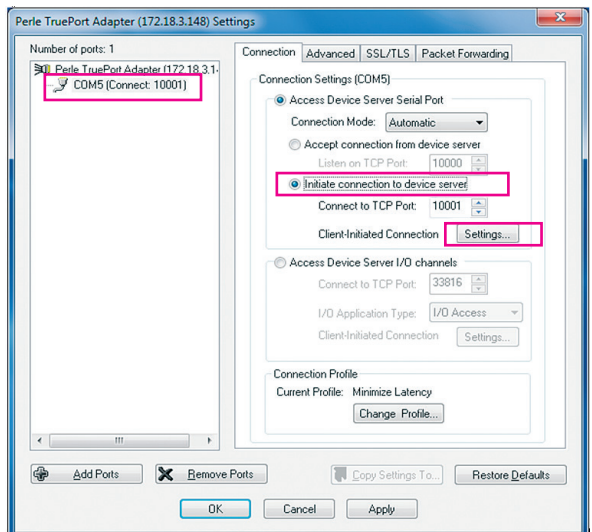 Perle TruePort Adapter (172.18.3.148) Settings
Number of ports: 1
Perle TruePort Adapter (172.18.3.1
COM5 (Connect: 10001)
Connection
Advanced
SSL/TLS
Packet Forwarding
Connection Settings (COM5)
Access Device Server Serial Port
Connection Mode: Automatic
Accept connection from device server
Listen on TCP Port: 10000
Initiate connection to device server
Connect to TCP Port: 10001
Client-Initiated Connection Settings...
Access Device Server I/O channels
Connect to TCP Port: 33816
I/O Application Type: I/O Access
Client-Initiated Connection Settings...
Connection Profile
Current Profile: Minimize Latency
Change Profile...
Add Ports
Remove Ports
Copy Settings To...
Restore Defaults
OK
Cancel
Apply